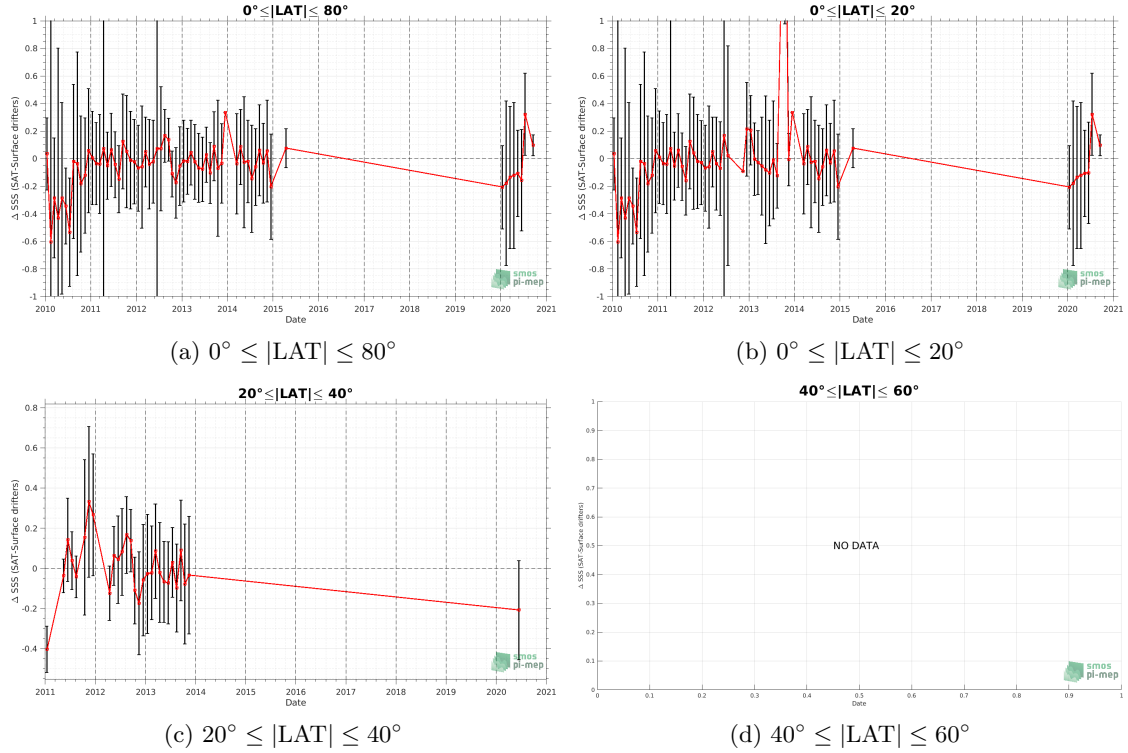 0°≤|LAT|≤ 80°
Δ SSS (SAT-Surface drifters)
1
0.8
0.6
0.4
0.2
0
-0.2
-0.4
-0.6
-0.8
-1
2010 2011 2012 2013 2014 2015 2016 2017 2018 2019 2020 2021
Date
smos
pi-mep
(a) 0° ≤ |LAT| ≤ 80°
0°≤|LAT|≤ 20°
Δ SSS (SAT-Surface drifters)
1
0.8
0.6
0.4
0.2
0
-0.2
-0.4
-0.6
-0.8
-1
2010 2011 2012 2013 2014 2015 2016 2017 2018 2019 2020 2021
Date
smos
pi-mep
(b) 0° ≤ |LAT| ≤ 20°
20°≤|LAT|≤ 40°
Δ SSS (SAT-Surface drifters)
0.8
0.6
0.4
0.2
0
-0.2
-0.4
2011 2012 2013 2014 2015 2016 2017 2018 2019 2020 2021
Date
smos
pi-mep
(c) 20° ≤ |LAT| ≤ 40°
40°≤|LAT|≤ 60°
Δ SSS (SAT-Surface drifters)
1
0.9
0.8
0.7
0.6
0.5
0.4
0.3
0.2
0.1
0
NO DATA
0 0.1 0.2 0.3 0.4 0.5 0.6 0.7 0.8 0.9 1
Date
smos
pi-mep
(d) 40° ≤ |LAT| ≤ 60°